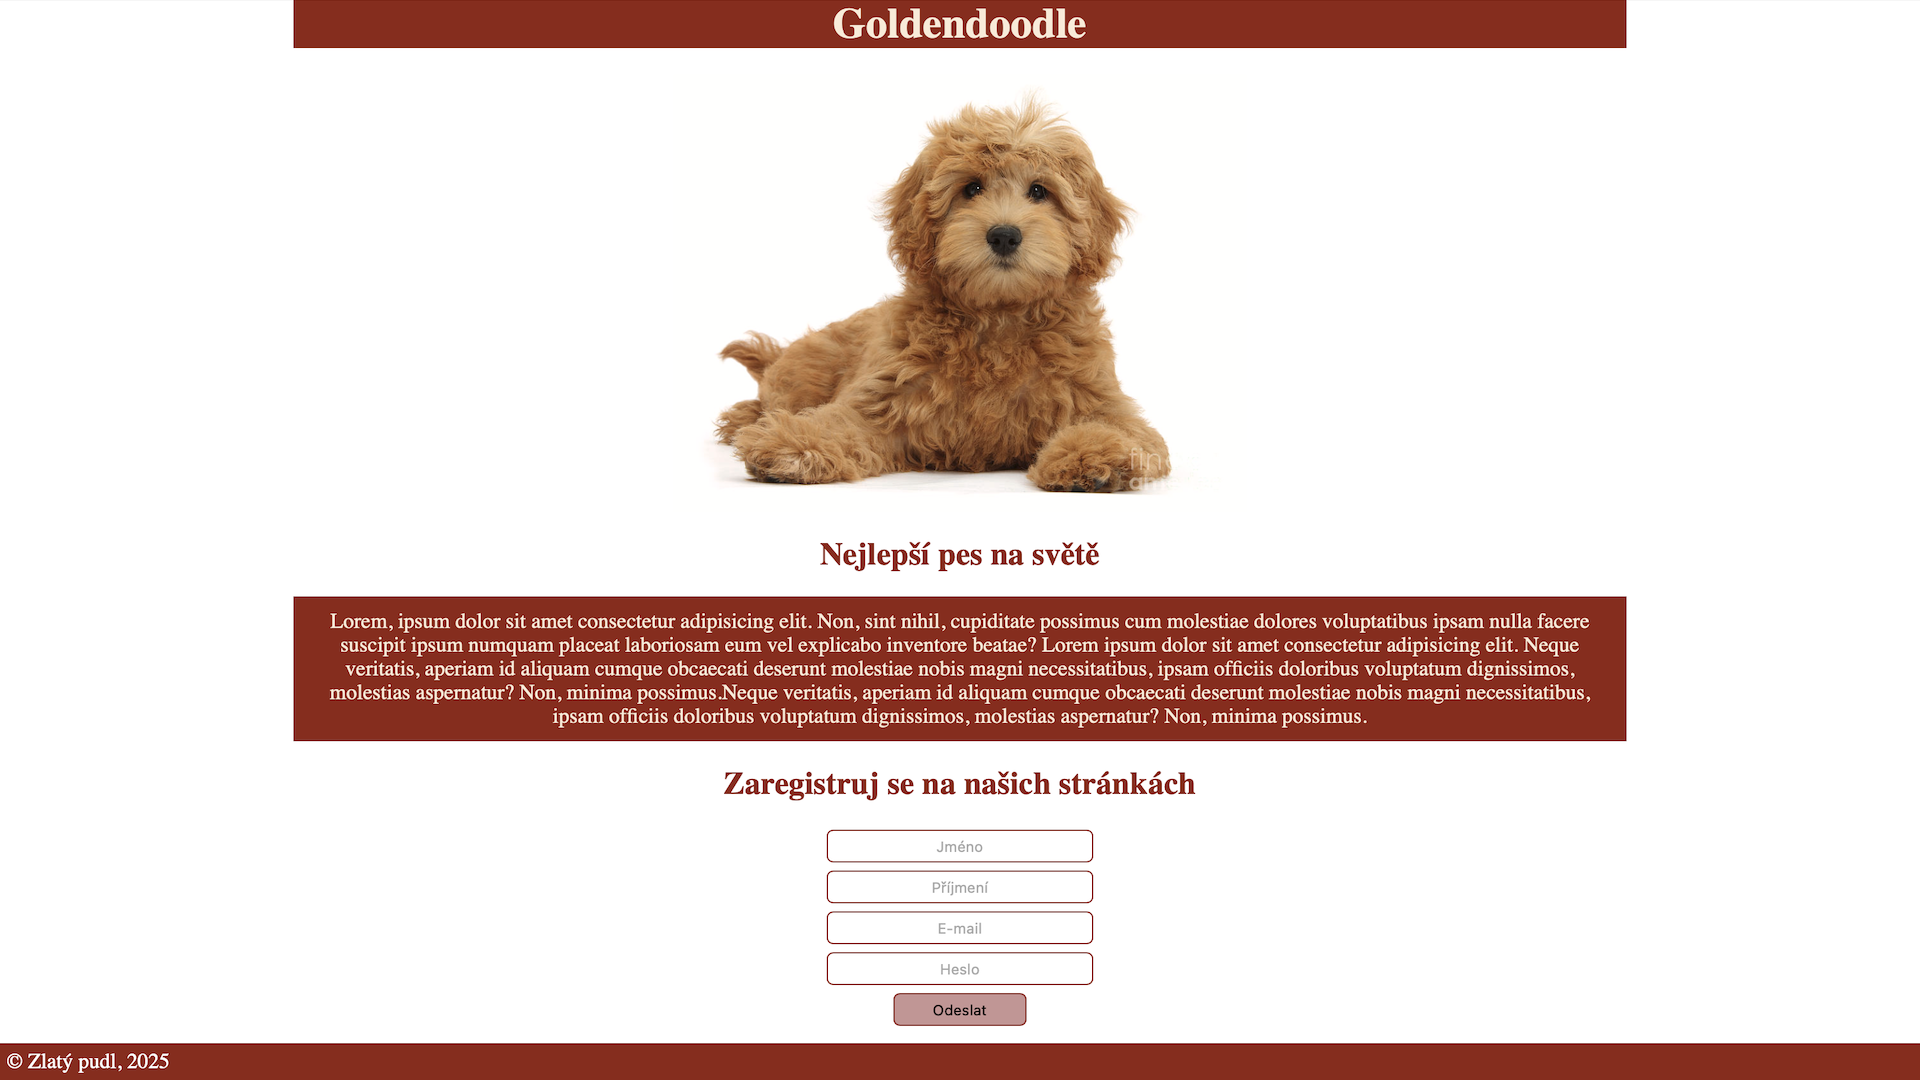 Goldendoodle
Nejlepší pes na světě
Lorem, ipsum dolor sit amet consectetur adipisicing elit. Non, sint nihil, cupiditate possimus cum molestiae dolores voluptatibus ipsam nulla facere
suscipit ipsum numquam placeat laboriosam eum vel explicabo inventore beatae? Lorem ipsum dolor sit amet consectetur adipisicing elit. Neque
veritatis, aperiam id aliquam cumque obcaecati deserunt molestiae nobis magni necessitatibus, ipsam officiis doloribus voluptatum dignissimos,
molestias aspernatur? Non, minima possimus.Neque veritatis, aperiam id aliquam cumque obcaecati deserunt molestiae nobis magni necessitatibus,
ipsam officiis doloribus voluptatum dignissimos, molestias aspernatur? Non, minima possimus.
Zaregistruj se na našich stránkách
Jméno
Příjmení
E-mail
Heslo
Odeslat
© Zlatý pudl, 2025